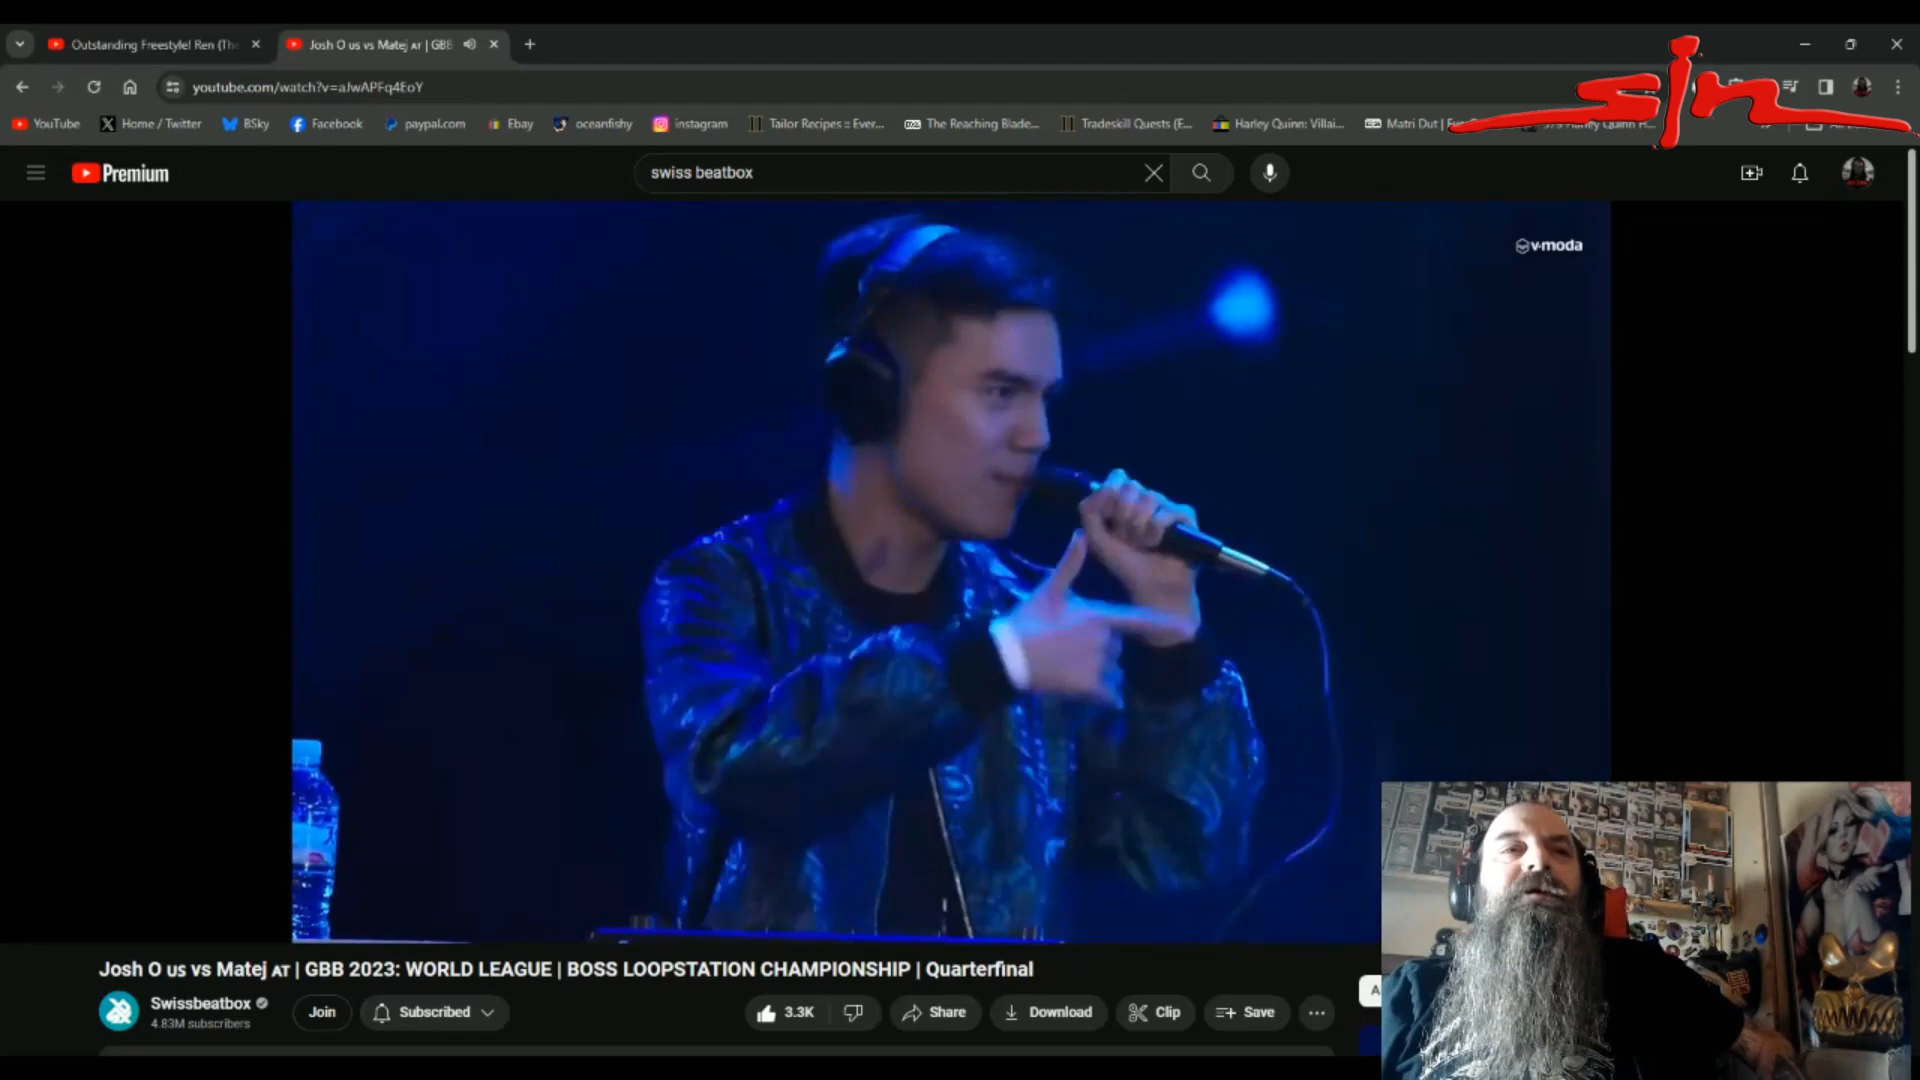 Outstanding Freestyle! Ren (Th
Josh O us vs Matej AT | GBB
sin
youtube.com/watch?v=aJwAPFq4EoY
YouTube
Home / Twitter
BSky
Facebook
paypal.com
Ebay
oceanfishy
instagram
Tailor Recipes :: Ever...
The Reaching Blade...
Tradeskill Quests (E...
Harley Quinn: Villai...
Premium
swiss beatbox
v-moda
Josh O us vs Matej AT | GBB 2023: WORLD LEAGUE | BOSS LOOPSTATION CHAMPIONSHIP | Quarterfinal
Swissbeatbox
4.83M subscribers
Join
Subscribed
3.3K
Share
Download
Clip
Save